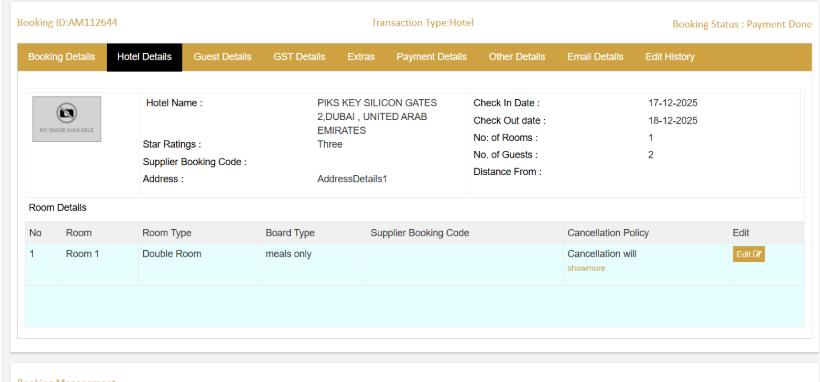 Booking ID:AM112644
Transaction Type:Hotel
Booking Status : Payment Done
Booking Details
Hotel Details
Guest Details
GST Details
Extras
Payment Details
Other Details
Email Details
Edit History
NO IMAGE AVAILABLE
Hotel Name :
PIKS KEY SILICON GATES
2,DUBAI , UNITED ARAB
EMIRATES
Star Ratings :
Three
Supplier Booking Code :
Address :
AddressDetails1
Check In Date :
17-12-2025
Check Out date :
18-12-2025
No: of Rooms :
1
No. of Guests :
2
Distance From :
Room Details
No
Room
Room Type
Board Type
Supplier Booking Code
Cancellation Policy
Edit
1
Room 1
Double Room
meals only
Cancellation will
showmore
Edit
Booking Management